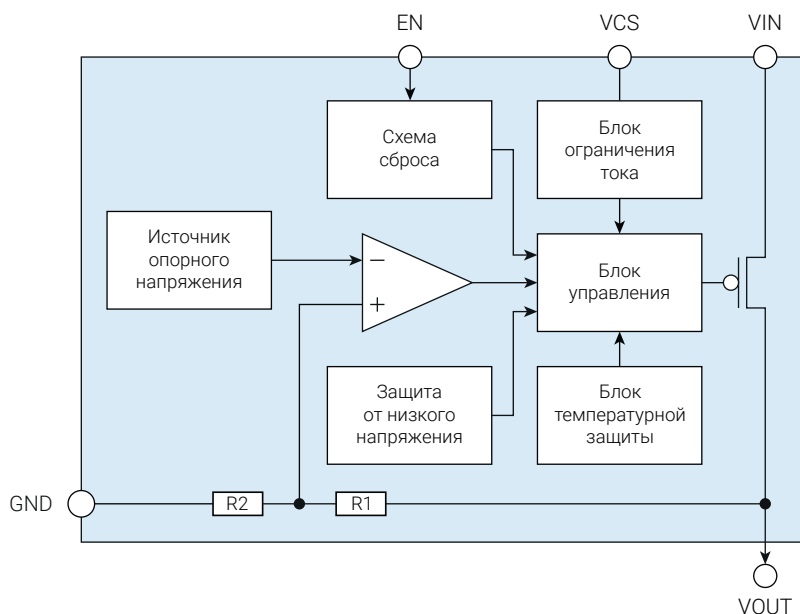 EN
VCS
VIN
Схема
сброса
Блок
ограничения
тока
Источник
опорного
напряжения
−
+
Блок
управления
Защита
от низкого
напряжения
Блок
температурной
защиты
GND
R2
R1
VOUT